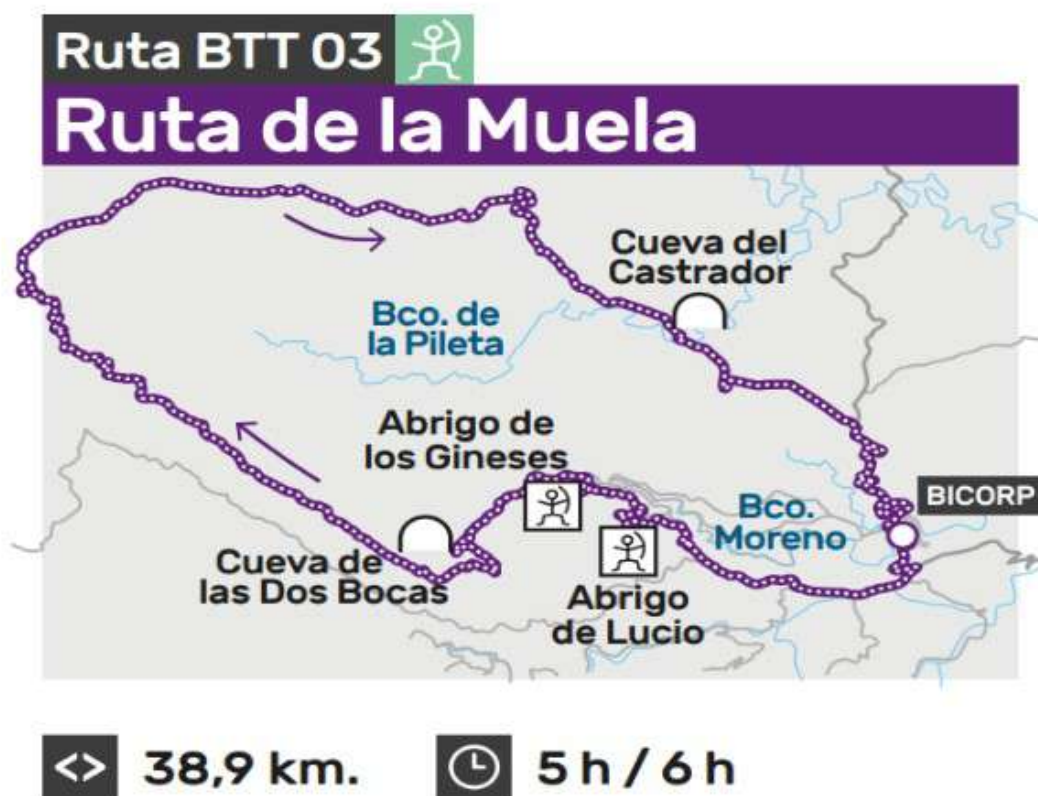 Ruta BTT 03
Ruta de la Muela
Cueva del
Castrador
Bco. de
la Pileta
Abrigo de
los Gineses
BICORP
Bco.
Moreno
Cueva de
las Dos Bocas
Abrigo
de Lucio
<> 38,9 km.
5 h / 6 h